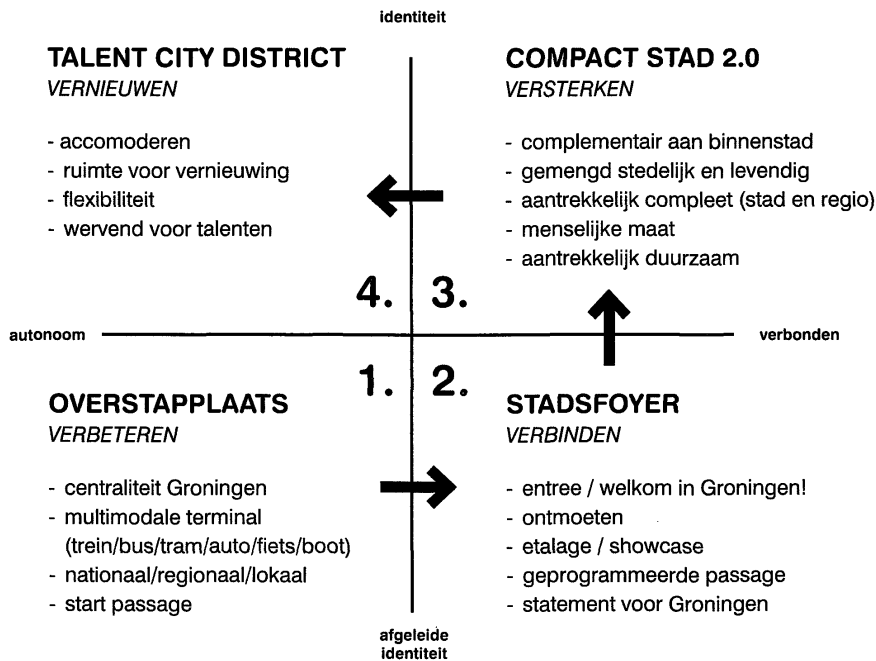 identiteit
TALENT CITY DISTRICT
VERNIEUWEN
- accomoderen
- ruimte voor vernieuwing
- flexibiliteit
- wervend voor talenten
4.
COMPACT STAD 2.0
VERSTERKEN
- complementair aan binnenstad
- gemengd stedelijk en levendig
- aantrekkelijk compleet (stad en regio)
- menselijke maat
- aantrekkelijk duurzaam
3.
autonoom
verbonden
1.
OVERSTAPPLAATS
VERBETEREN
- centraliteit Groningen
- multimodale terminal
(trein/bus/tram/auto/fiets/boot)
- nationaal/regionaal/lokaal
- start passage
2.
STADSFOYER
VERBINDEN
- entree / welkom in Groningen!
- ontmoeten
- etalage / showcase
- geprogrammeerde passage
- statement voor Groningen
afgeleide
identiteit